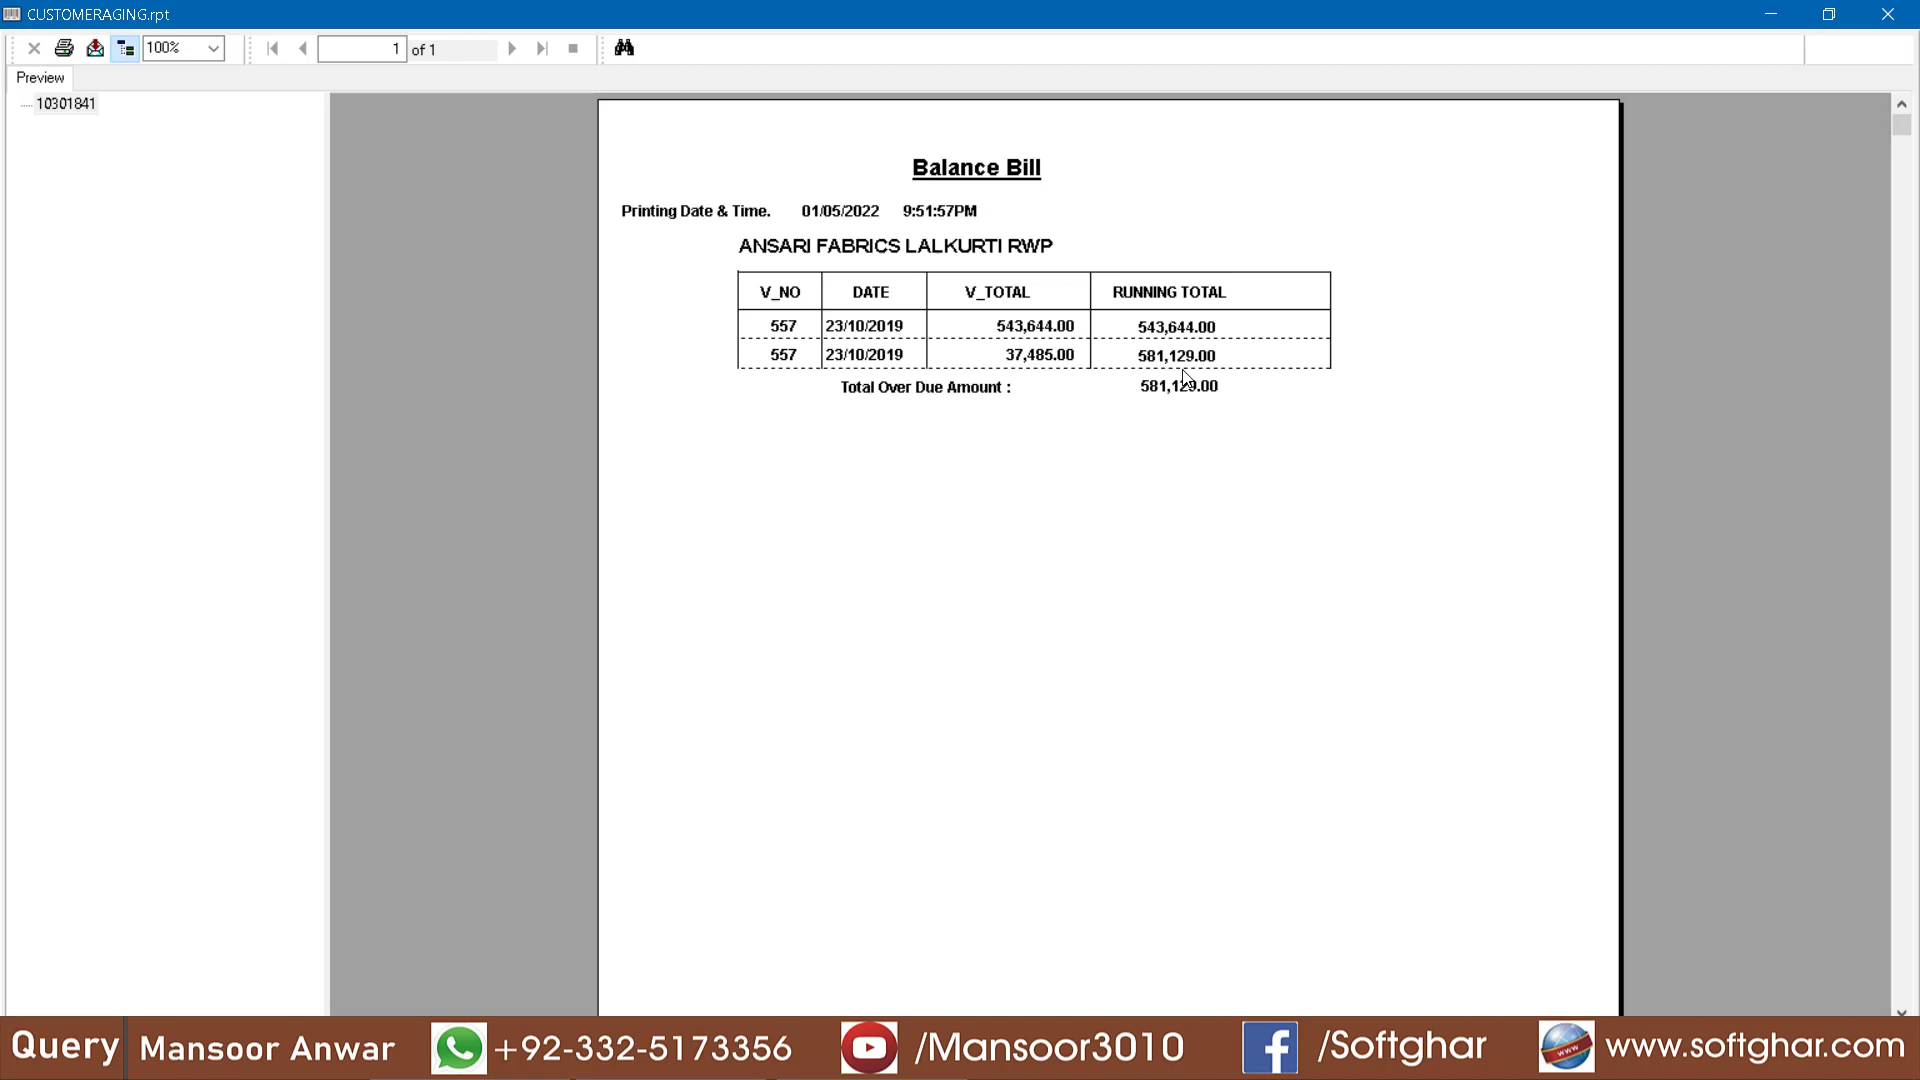 CUSTOMERAGING.rpt
100% 1 of 1
Preview
10301841
Balance Bill
Printing Date & Time. 01/05/2022 9:51:57PM
ANSARI FABRICS LALKURTI RWP
V_NO DATE V_TOTAL RUNNING TOTAL
557 23/10/2019 543,644.00 543,644.00
557 23/10/2019 37,485.00 581,129.00
Total Over Due Amount : 581,129.00
Query Mansoor Anwar +92-332-5173356 /Mansoor3010 f /Softghar www www.softghar.com